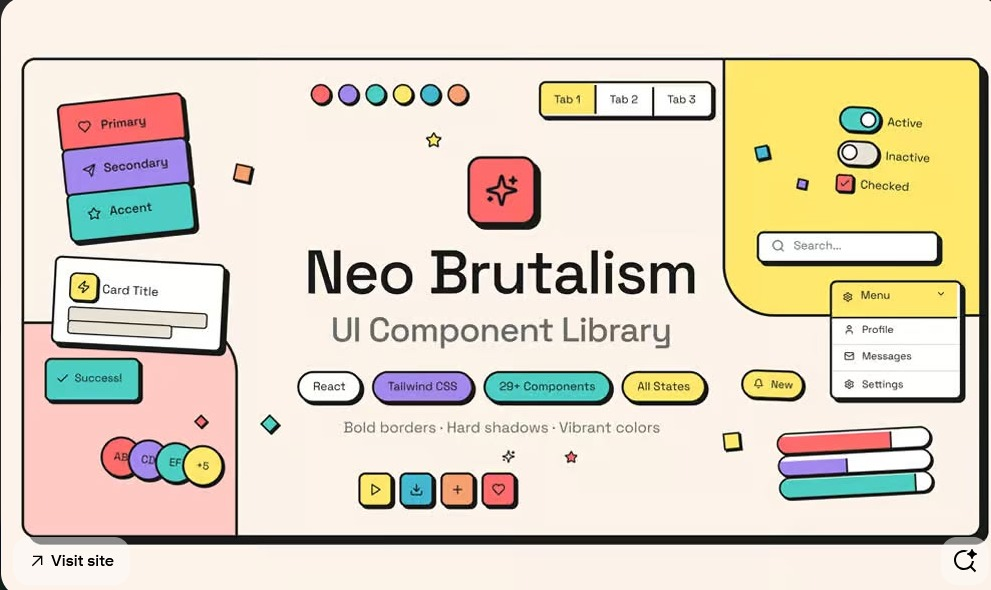 Primary
Secondary
Accent
Tab 1 Tab 2 Tab 3
Active
Inactive
Checked
Search...
Card Title
Success!
AB CD EF +5
Neo Brutalism
UI Component Library
React Tailwind CSS 29+ Components All States
New
Bold borders · Hard shadows · Vibrant colors
Menu
Profile
Messages
Settings
Visit site